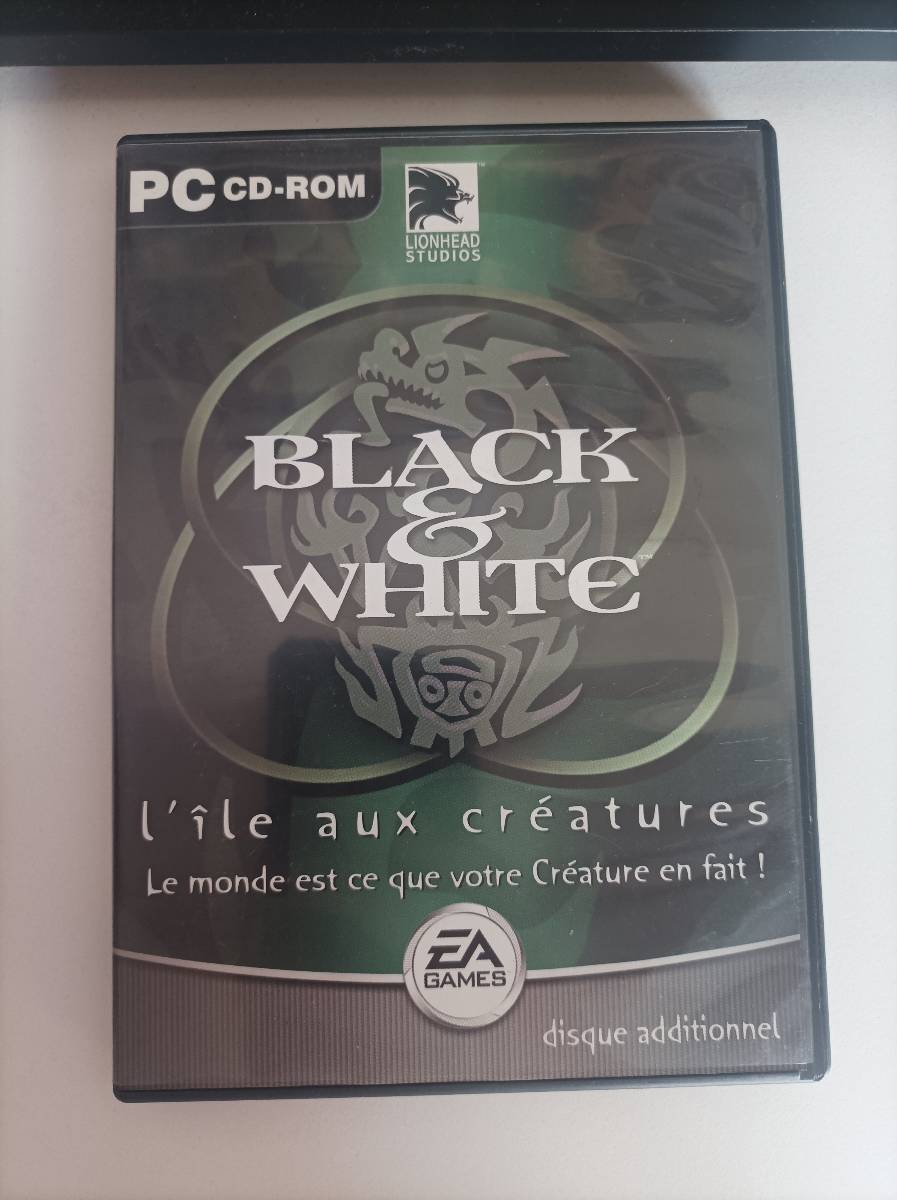 PC CD-ROM
LIONHEAD
STUDIOS
BLACK
&
WHITE™
l'île aux créatures
Le monde est ce que votre Créature en fait !
EA
GAMES
disque additionnel